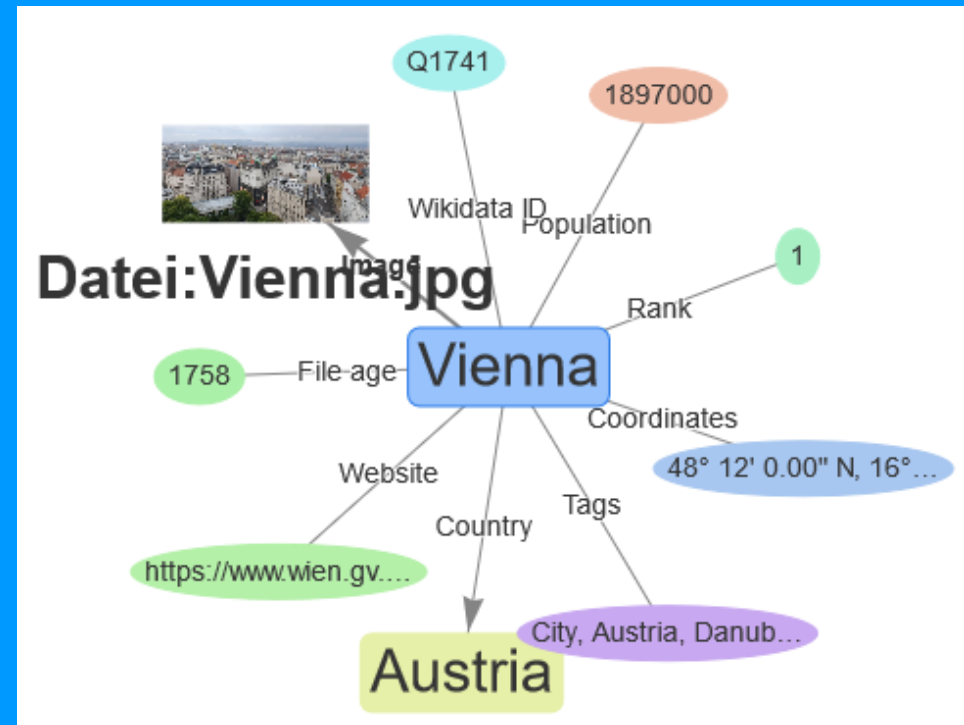 Q1741
1897000
Wikidata ID
Population
1
Image
Datei:Vienna.jpg
Rank
Vienna
1758
File age
Coordinates
48° 12' 0.00" N, 16°...
Website
Tags
Country
https://www.wien.gv....
City, Austria, Danub...
Austria